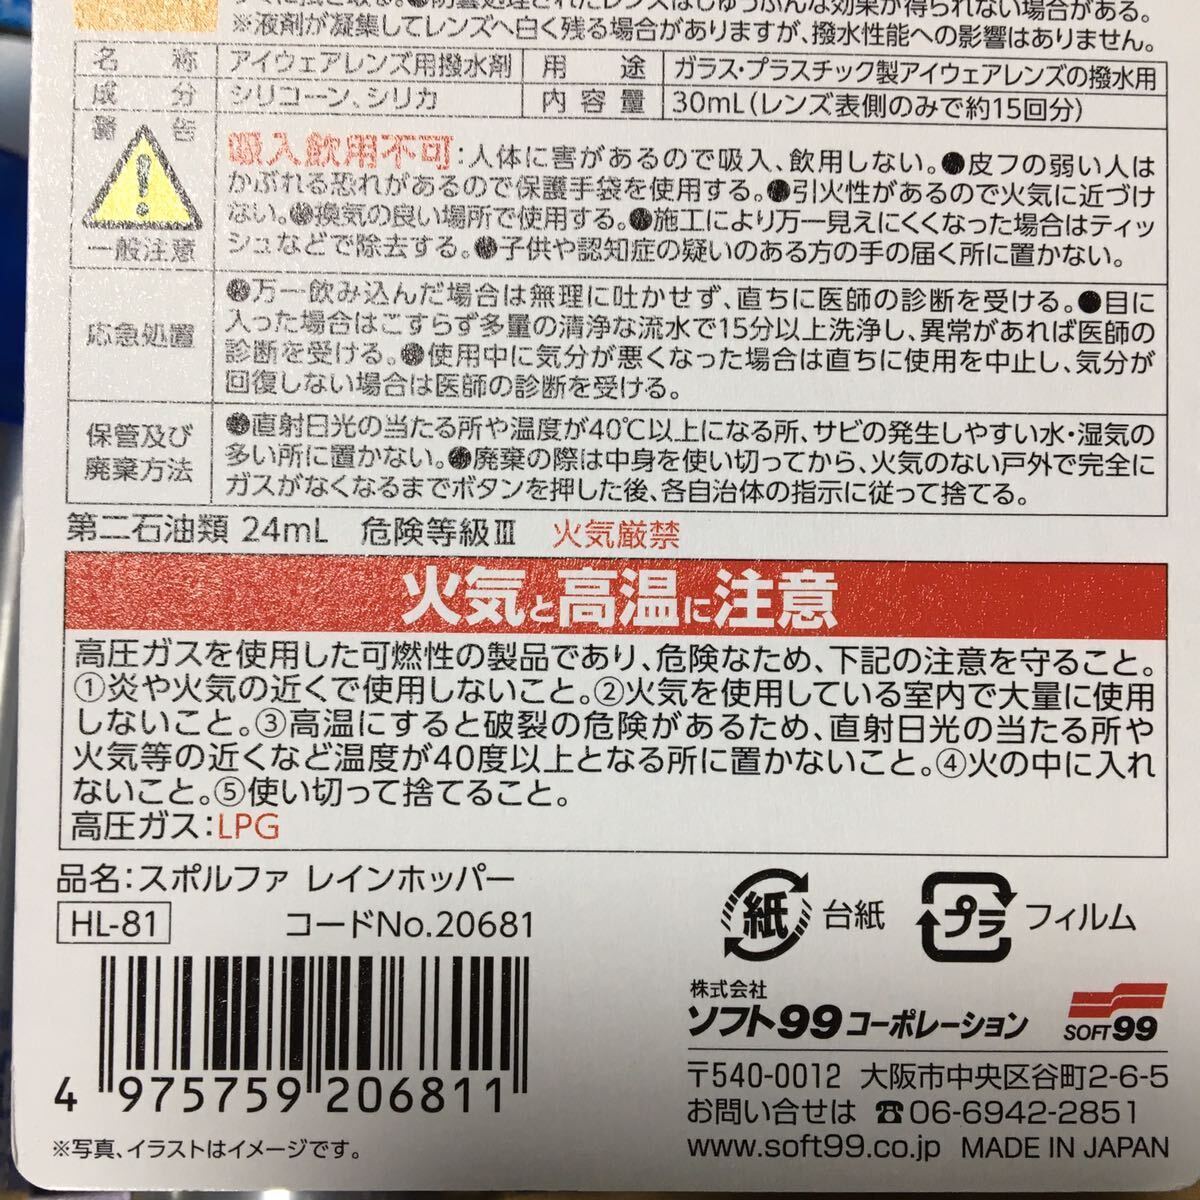 すぐに拭き取る。●防曇処理されたレンズはじゅうぶんな効果が得られない場合がある。
※液剤が凝集してレンズへ白く残る場合がありますが、撥水性能への影響はありません。
名称 アイウェアレンズ用撥水剤 用途 ガラス・プラスチック製アイウェアレンズの撥水用
成分 シリコーン、シリカ 内容量 30mL(レンズ表側のみで約15回分)
警告
一般注意
吸入飲用不可:人体に害があるので吸入、飲用しない。●皮フの弱い人は
かぶれる恐れがあるので保護手袋を使用する。●引火性があるので火気に近づけ
ない。●換気の良い場所で使用する。●施工により万一見えにくくなった場合はティッ
シュなどで除去する。●子供や認知症の疑いのある方の手の届く所に置かない。
応急処置
●万一飲み込んだ場合は無理に吐かせず、直ちに医師の診断を受ける。●目に
入った場合はこすらず多量の清浄な流水で15分以上洗浄し、異常があれば医師の
診断を受ける。●使用中に気分が悪くなった場合は直ちに使用を中止し、気分が
回復しない場合は医師の診断を受ける。
保管及び
廃棄方法
●直射日光の当たる所や温度が40℃以上になる所、サビの発生しやすい水・湿気の
多い所に置かない。●廃棄の際は中身を使い切ってから、火気のない戸外で完全に
ガスがなくなるまでボタンを押した後、各自治体の指示に従って捨てる。
第二石油類 24mL 危険等級Ⅲ 火気厳禁
火気と高温に注意
高圧ガスを使用した可燃性の製品であり、危険なため、下記の注意を守ること。
①炎や火気の近くで使用しないこと。②火気を使用している室内で大量に使用
しないこと。③高温にすると破裂の危険があるため、直射日光の当たる所や
火気等の近くなど温度が40度以上となる所に置かないこと。④火の中に入れ
ないこと。⑤使い切って捨てること。
高圧ガス:LPG
品名:スポルファ レインホッパー
HL-81 コードNo.20681
4 975759 206811
※写真、イラストはイメージです。
紙 台紙 プラ フィルム
株式会社
ソフト99コーポレーション SOFT99
〒540-0012 大阪市中央区谷町2-6-5
お問い合せは ☎06-6942-2851
www.soft99.co.jp MADE IN JAPAN